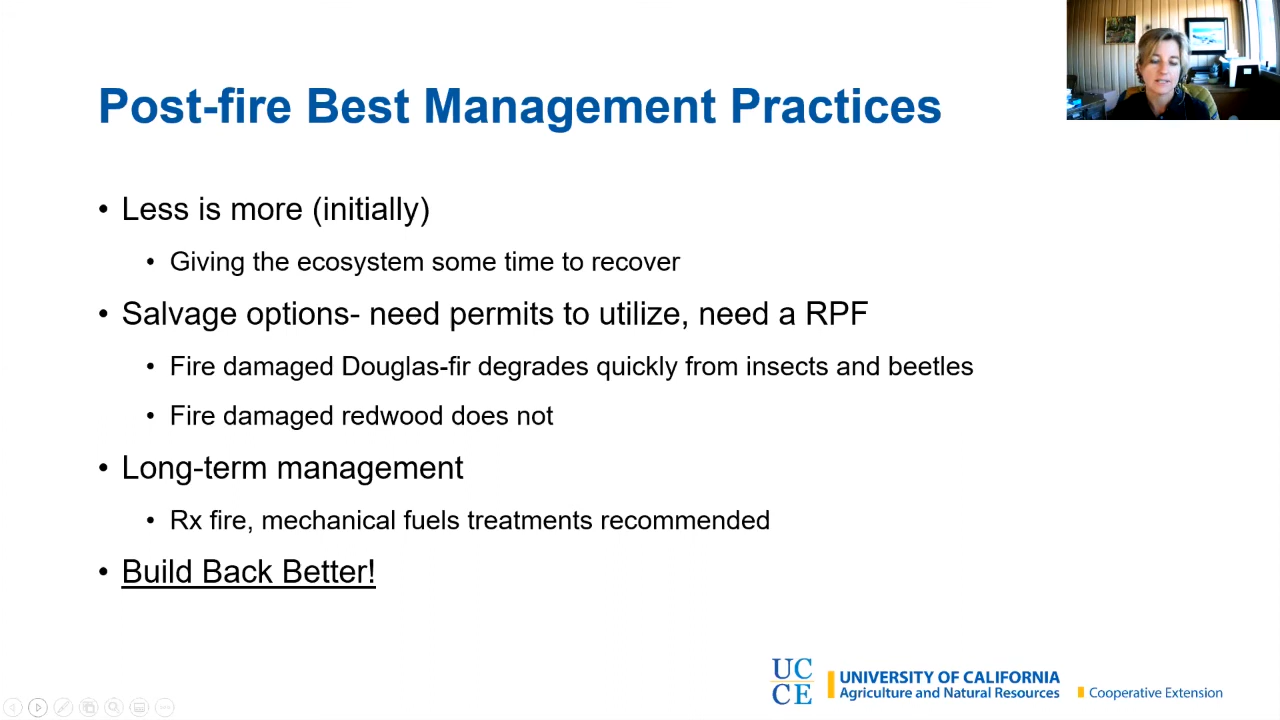 Post-fire Best Management Practices
• Less is more (initially)
• Giving the ecosystem some time to recover
• Salvage options- need permits to utilize, need a RPF
• Fire damaged Douglas-fir degrades quickly from insects and beetles
• Fire damaged redwood does not
• Long-term management
• Rx fire, mechanical fuels treatments recommended
• Build Back Better!
UC
CE
UNIVERSITY OF CALIFORNIA
Agriculture and Natural Resources
Cooperative Extension